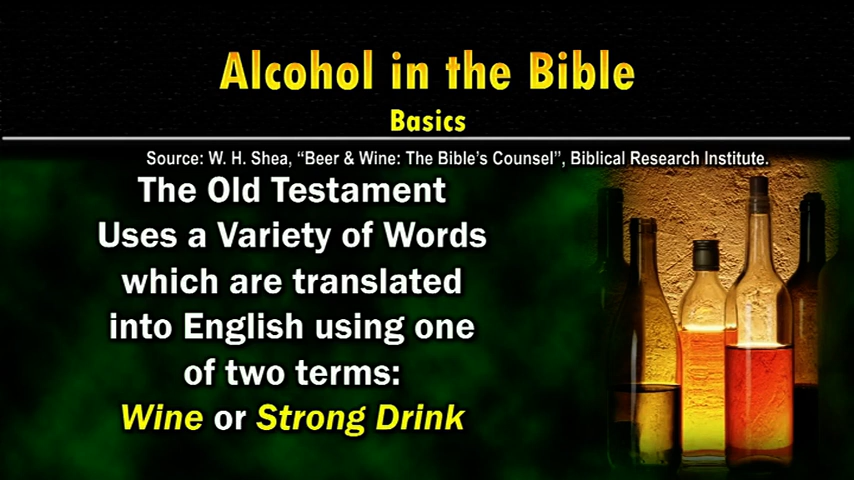 Alcohol in the Bible
Basics
Source: W. H. Shea, “Beer & Wine: The Bible’s Counsel”, Biblical Research Institute.
The Old Testament
Uses a Variety of Words
which are translated
into English using one
of two terms:
Wine or Strong Drink